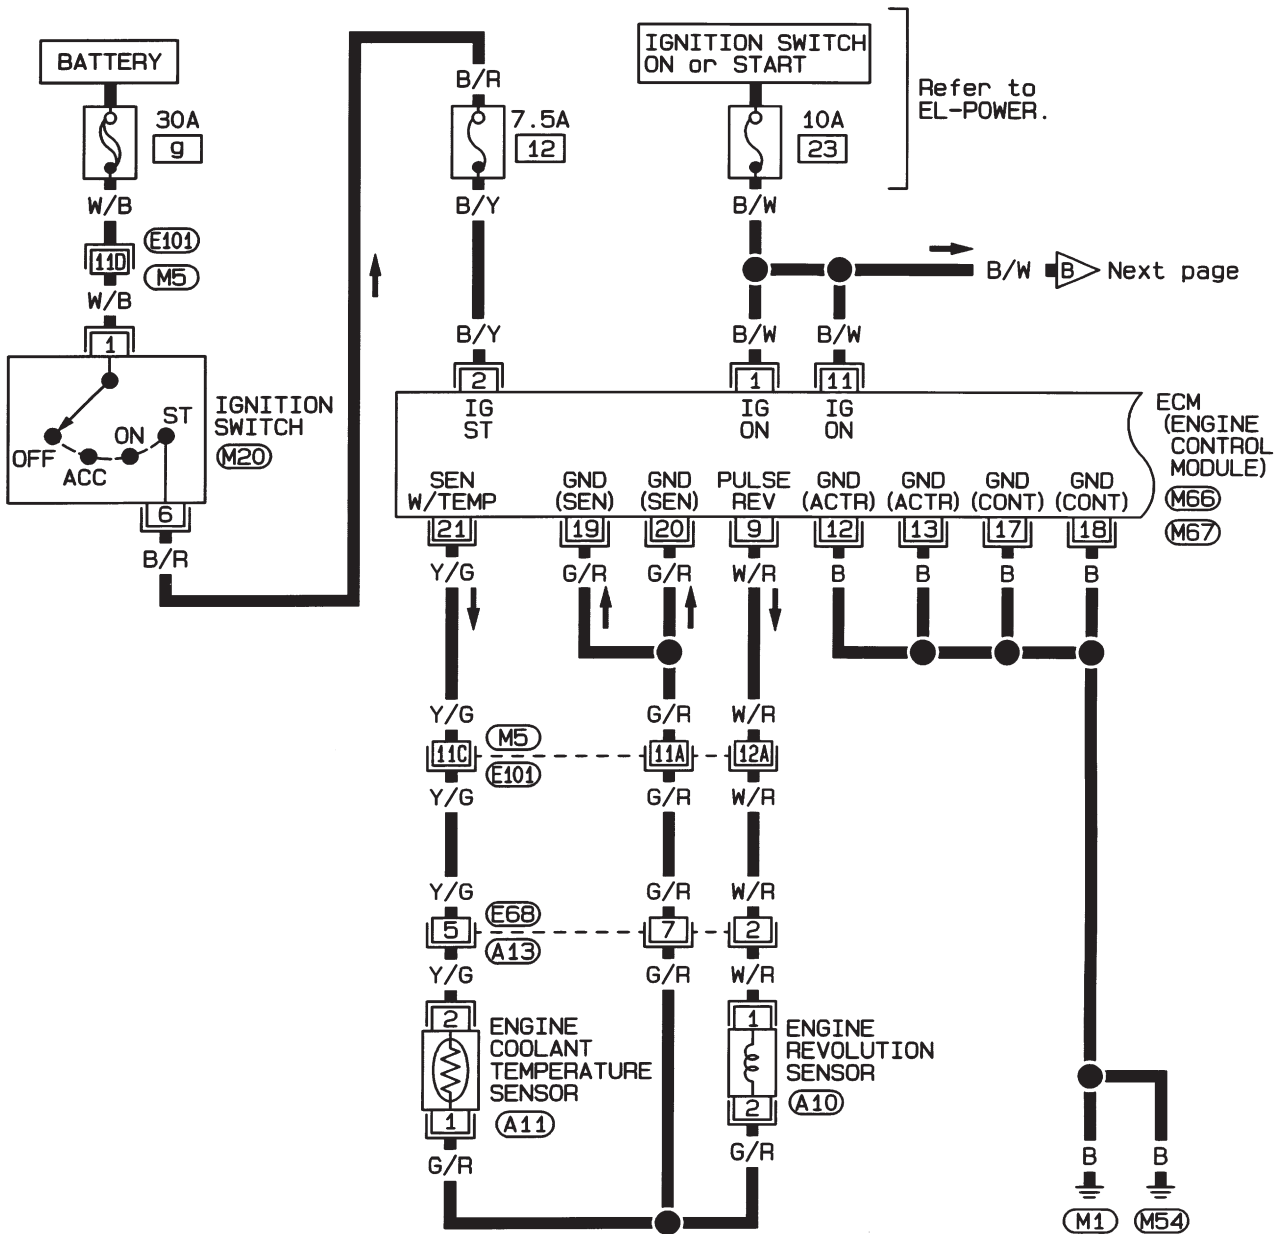 BATTERY
30A
g
W/B
11D
E101
M5
W/B
1
OFF
ACC
ON
ST
IGNITION
SWITCH
M20
6
B/R
B/R
7.5A
12
B/Y
B/Y
2
IGNITION SWITCH
ON or START
10A
23
Refer to
EL-POWER.
B/W
B/W
B
Next page
B/W
B/W
1
11
IG
ST
IG
ON
IG
ON
ECM
(ENGINE
CONTROL
MODULE)
M66
M67
SEN
W/TEMP
GND
(SEN)
GND
(SEN)
PULSE
REV
GND
(ACTR)
GND
(ACTR)
GND
(CONT)
GND
(CONT)
21
19
20
9
12
13
17
18
Y/G
G/R
G/R
W/R
B
B
B
B
Y/G
G/R
W/R
11C
M5
E101
11A
12A
Y/G
G/R
W/R
Y/G
G/R
W/R
5
E68
A13
7
2
Y/G
G/R
W/R
2
ENGINE
COOLANT
TEMPERATURE
SENSOR
A11
1
G/R
1
ENGINE
REVOLUTION
SENSOR
A10
2
G/R
B
B
M1
M54